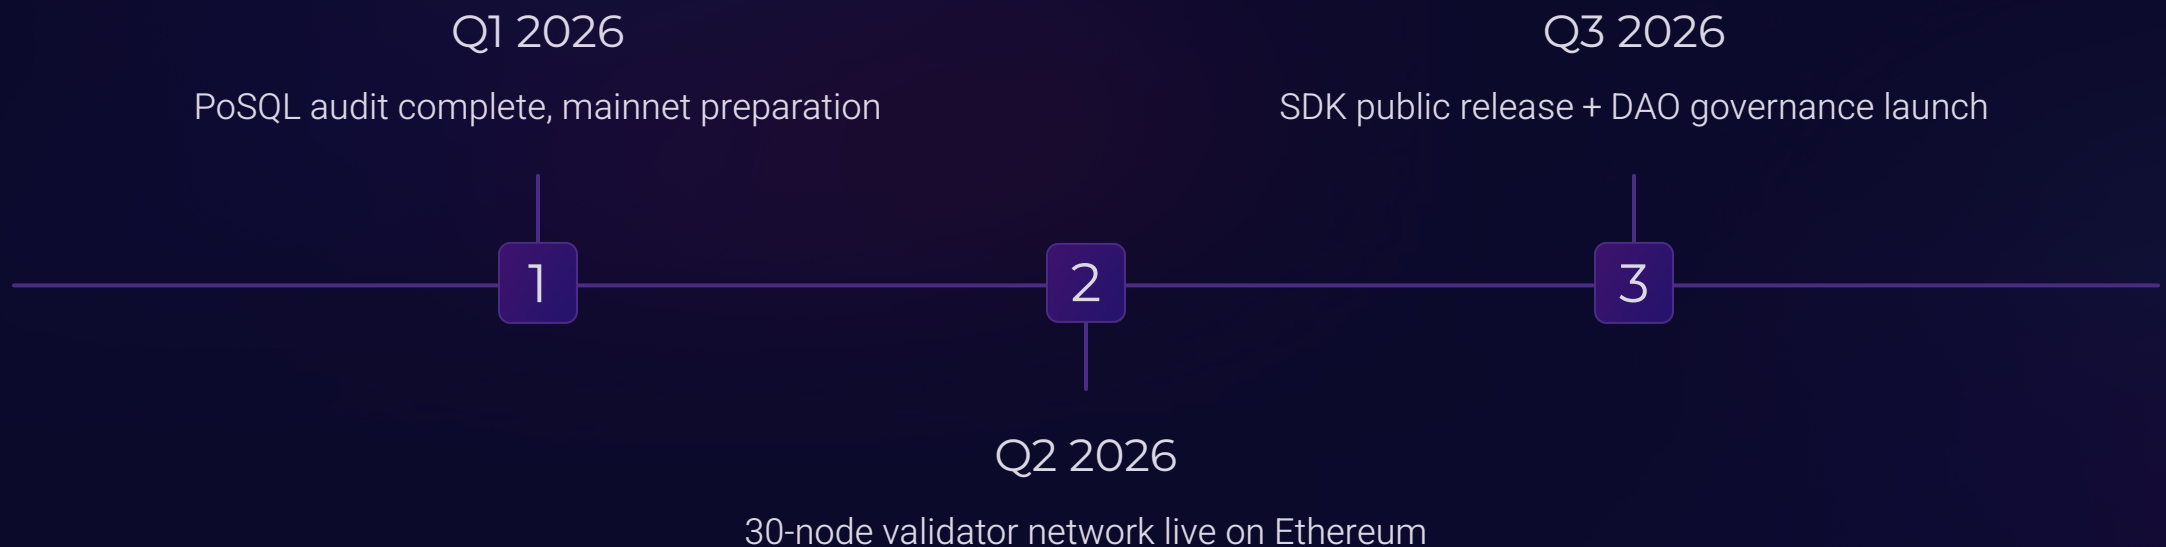 Q1 2026
PoSQL audit complete, mainnet preparation
Q3 2026
SDK public release + DAO governance launch
1
2
3
Q2 2026
30-node validator network live on Ethereum